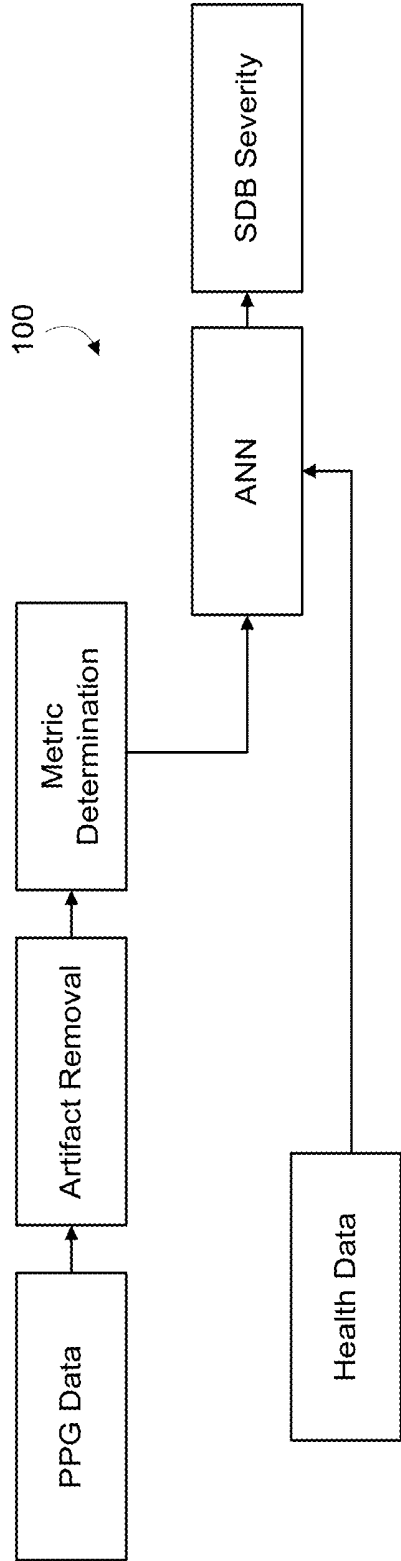 100
PPG Data
Artifact Removal
Metric
Determination
ANN
SDB Severity
Health Data